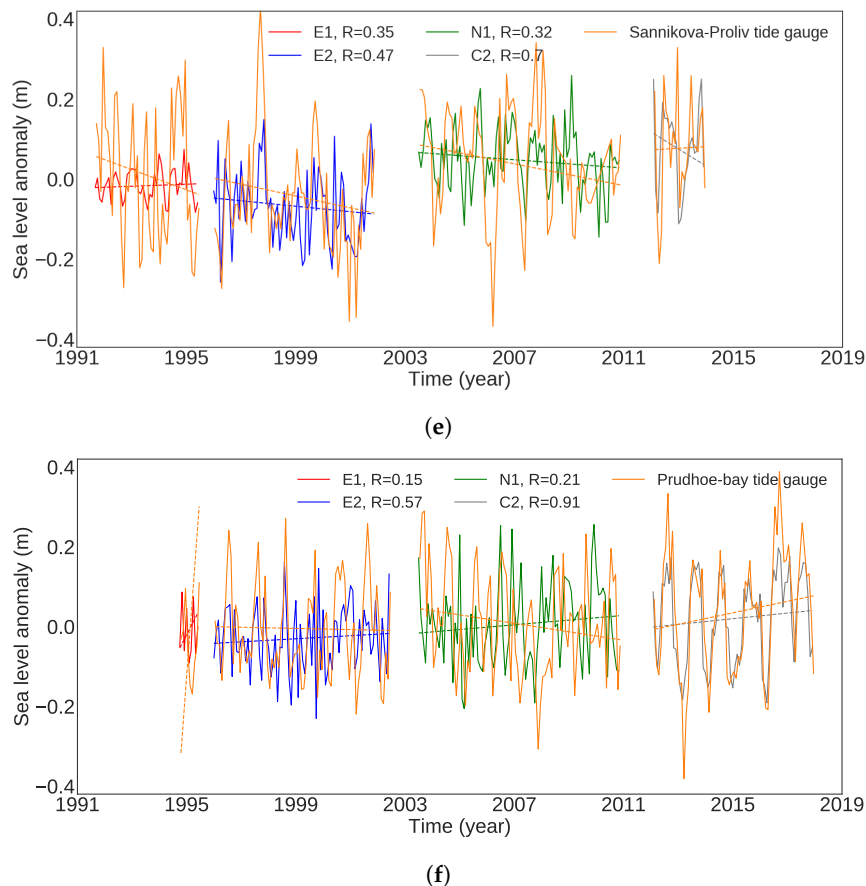 0.4
E1, R=0.35 N1, R=0.32 Sannikova-Proliv tide gauge
E2, R=0.47 C2, R=0.7
0.2
0.0
−0.2
−0.4
Sea level anomaly (m)
1991 1995 1999 2003 2007 2011 2015 2019
Time (year)
(e)
0.4
E1, R=0.15 N1, R=0.21 Prudhoe-bay tide gauge
E2, R=0.57 C2, R=0.91
0.2
0.0
−0.2
−0.4
Sea level anomaly (m)
1991 1995 1999 2003 2007 2011 2015 2019
Time (year)
(f)